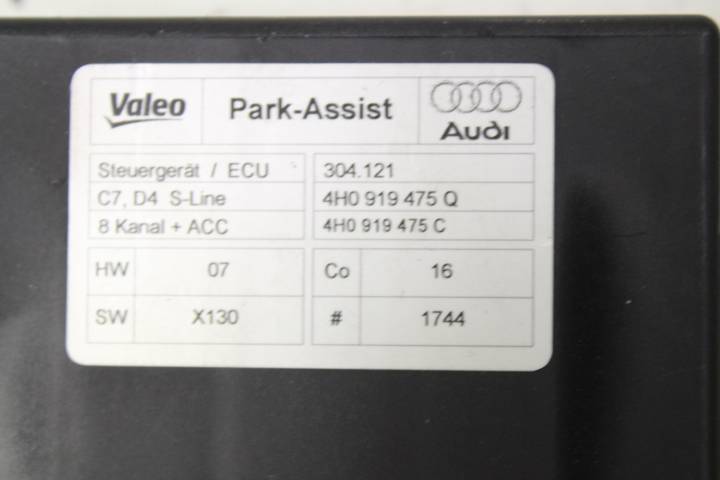 Valeo Park-Assist Audi
Steuergerät / ECU 304.121
C7, D4 S-Line 4H0 919 475 Q
8 Kanal + ACC 4H0 919 475 C
HW 07 Co 16
SW X130 # 1744